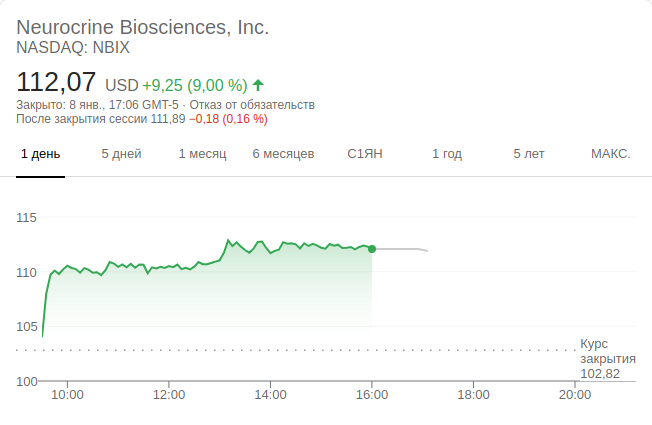 Neurocrine Biosciences, Inc.
NASDAQ: NBIX
112,07 USD +9,25 (9,00 %)
Закрыто: 8 янв., 17:06 GMT-5 · Отказ от обязательств
После закрытия сессии 111,89 −0,18 (0,16 %)
1 день 5 дней 1 месяц 6 месяцев С1ЯН 1 год 5 лет МАКС.
115
110
105
Курс
закрытия
102,82
100
10:00 12:00 14:00 16:00 18:00 20:00